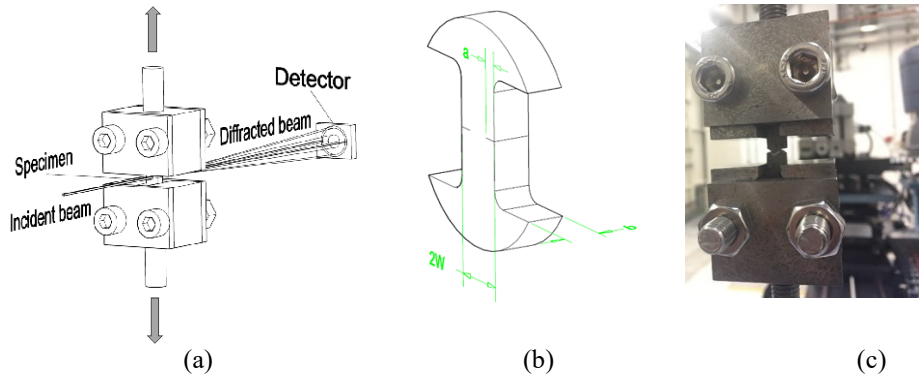 Detector
Diffracted beam
Specimen
Incident beam
a
b
2W
(a)
(b)
(c)